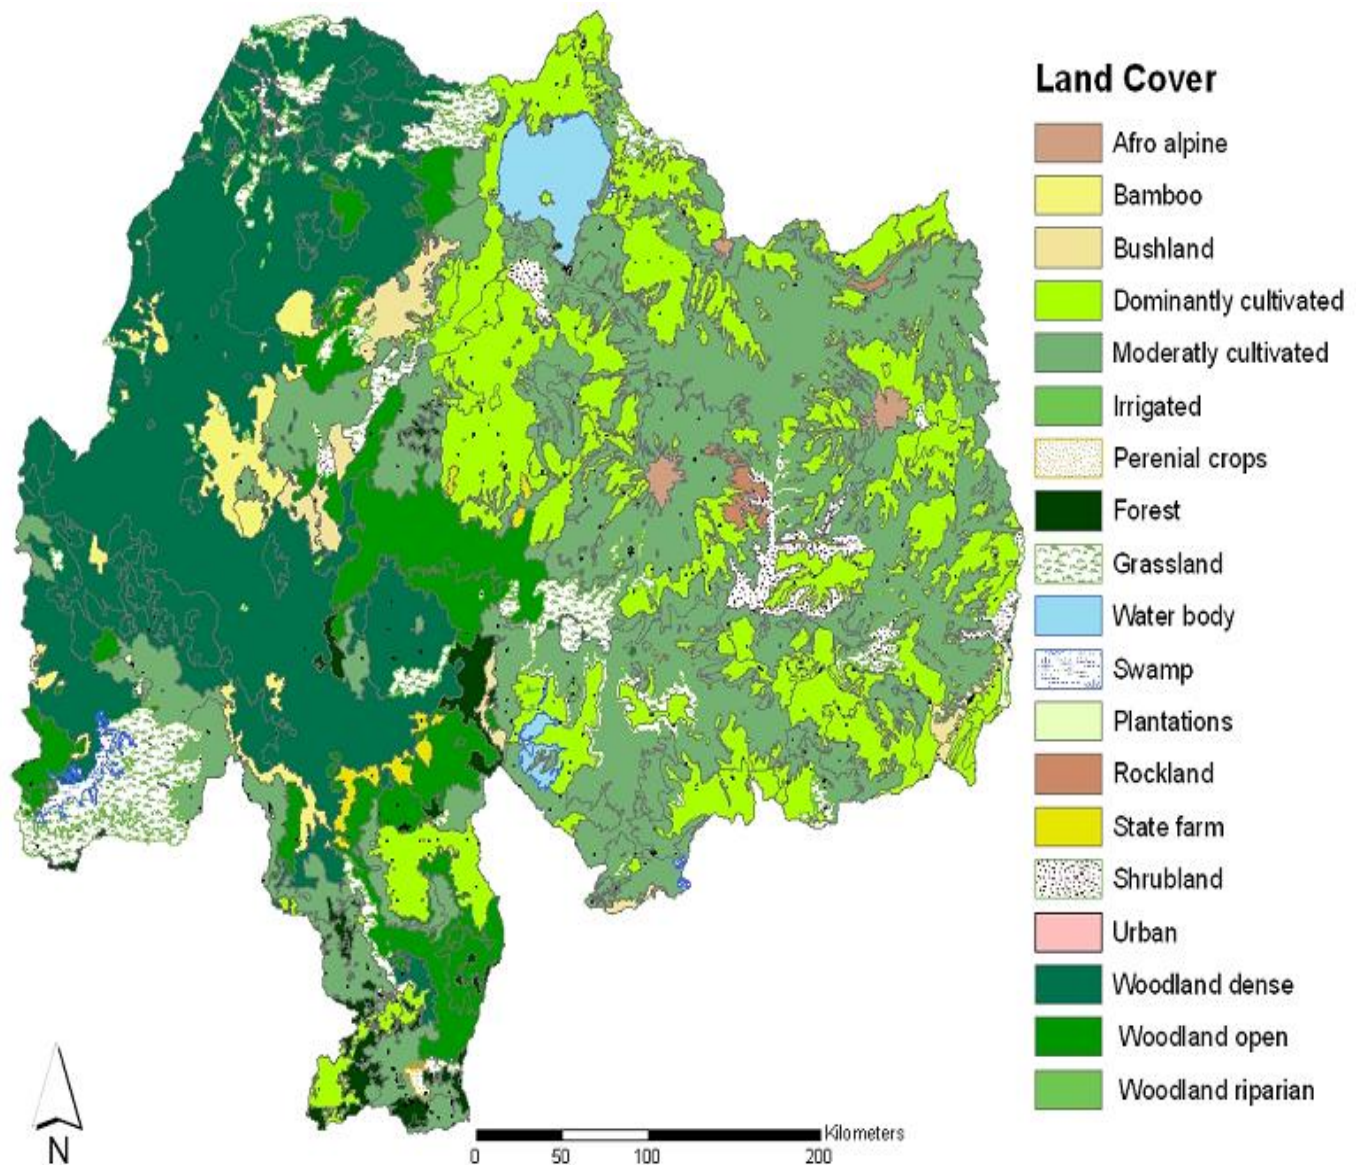 Land Cover
Afro alpine
Bamboo
Bushland
Dominantly cultivated
Moderatly cultivated
Irrigated
Perenial crops
Forest
Grassland
Water body
Swamp
Plantations
Rockland
State farm
Shrubland
Urban
Woodland dense
Woodland open
Woodland riparian
N
Kilometers
0 50 100 200